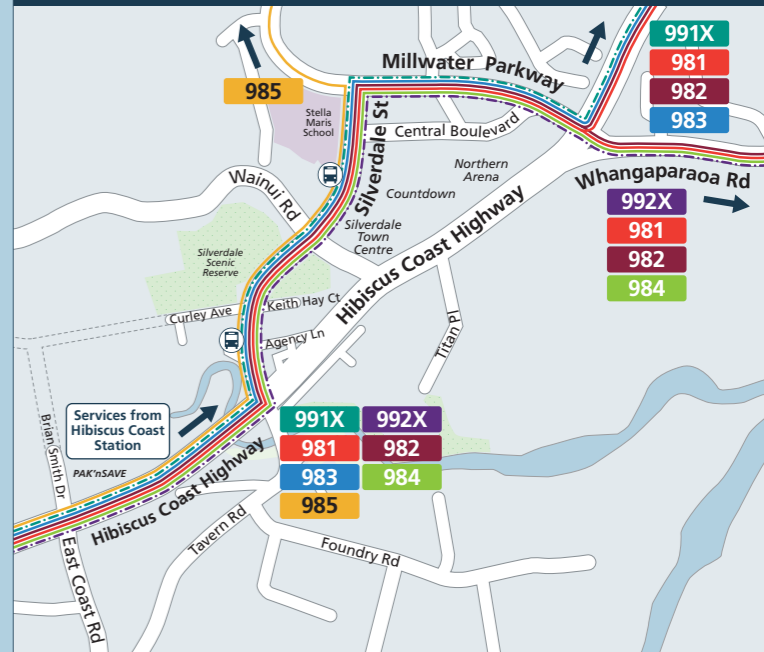 991X
981
982
983
Millwater Parkway
985
Stella
Maris
School
Silverdale St
Central Boulevard
Northern
Arena
Whangaparaoa Rd
992X
981
982
984
Wainui Rd
Countdown
Silverdale
Town
Centre
Hibiscus Coast Highway
Silverdale
Scenic
Reserve
Curley Ave
Keith Hay Ct
Agency Ln
Titan Pl
Services from
Hibiscus Coast
Station
991X 992X
981 982
983 984
985
Brian Smith Dr
PAK'nSAVE
Hibiscus Coast Highway
East Coast Rd
Tavern Rd
Foundry Rd